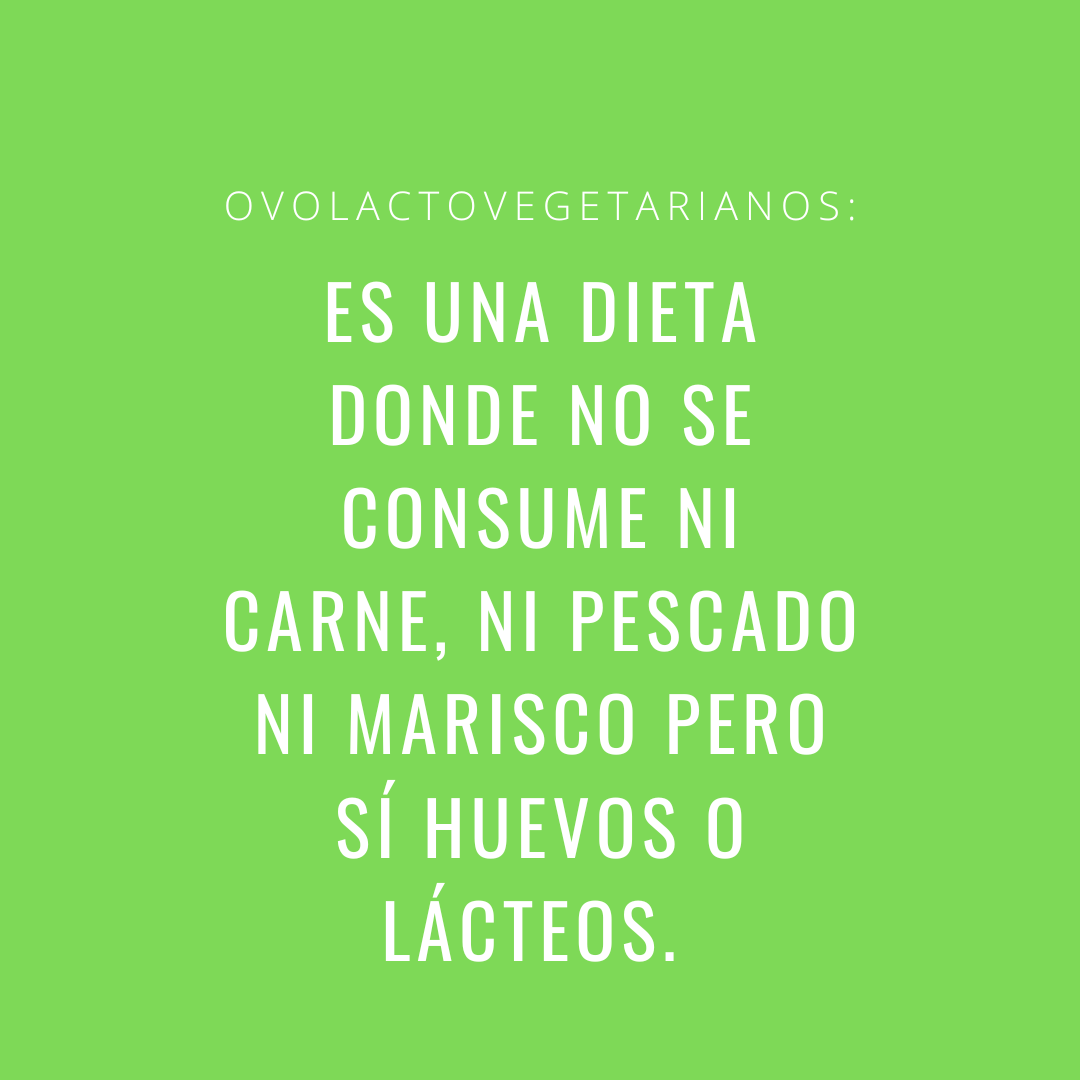 OVOLACTOVEGETARIANOS:
ES UNA DIETA
DONDE NO SE
CONSUME NI
CARNE, NI PESCADO
NI MARISCO PERO
SÍ HUEVOS O
LÁCTEOS.